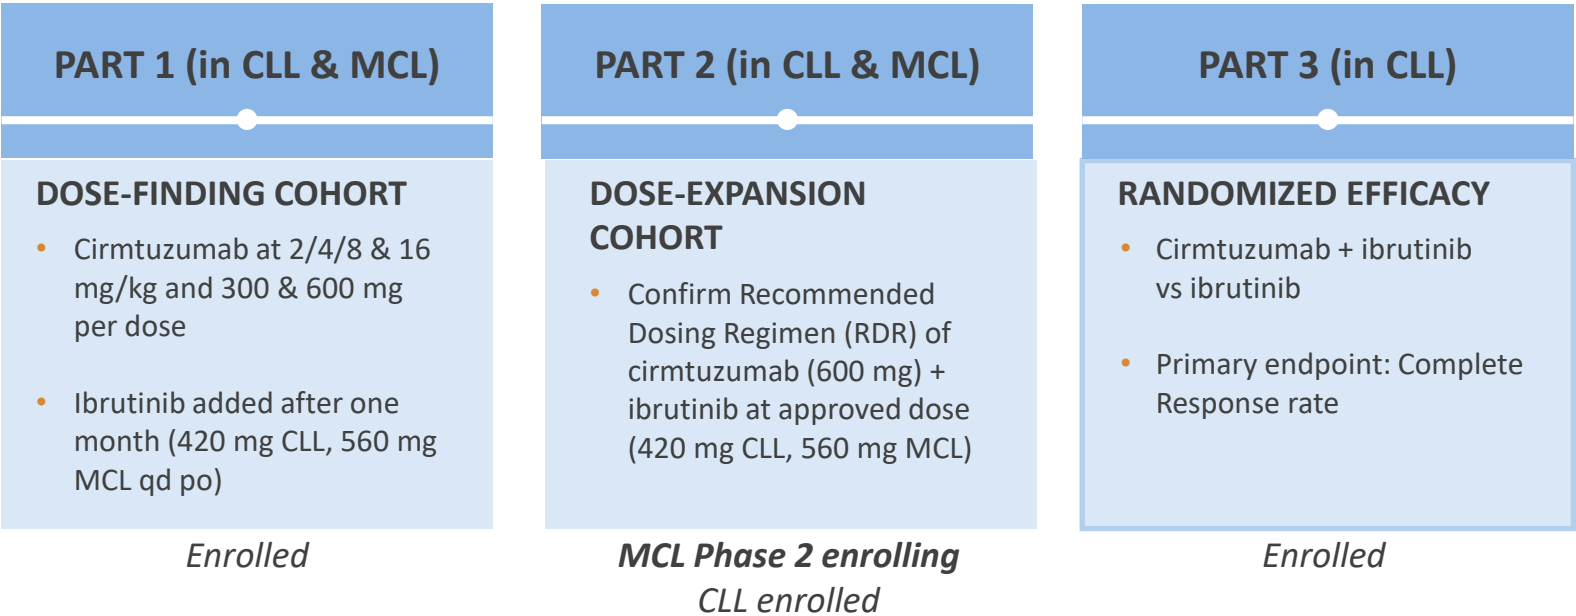 PART 1 (in CLL & MCL)
DOSE-FINDING COHORT
• Cirmtuzumab at 2/4/8 & 16
mg/kg and 300 & 600 mg
per dose
• Ibrutinib added after one
month (420 mg CLL, 560 mg
MCL qd po)
Enrolled
PART 2 (in CLL & MCL)
DOSE-EXPANSION
COHORT
• Confirm Recommended
Dosing Regimen (RDR) of
cirmtuzumab (600 mg) +
ibrutinib at approved dose
(420 mg CLL, 560 mg MCL)
MCL Phase 2 enrolling
CLL enrolled
PART 3 (in CLL)
RANDOMIZED EFFICACY
• Cirmtuzumab + ibrutinib
vs ibrutinib
• Primary endpoint: Complete
Response rate
Enrolled